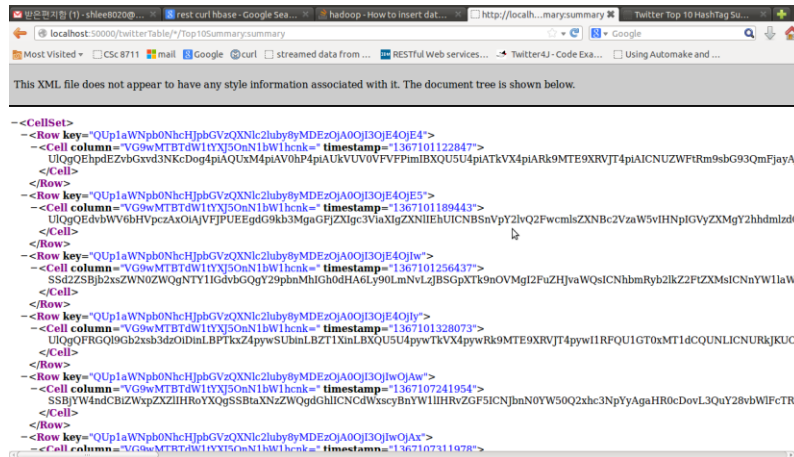 받은편지함 (1) - shlee8020@...
rest curl hbase - Google Sea...
hadoop - How to insert dat...
http://localh...mary:summary
Twitter Top 10 HashTag Su...
localhost:50000/twitterTable/*/Top10Summary:summary
Google
Most Visited
CSc 8711
mail
Google
curl
streamed data from ...
RESTful Web services...
Twitter4J - Code Exa...
Using Automake and ...
This XML file does not appear to have any style information associated with it. The document tree is shown below.
−<CellSet>
−<Row key="QUp1aWNpb0NhcHJpbGVzQXNlc2luby8yMDEzOjA0OjI3OjE4OjE4">
−<Cell column="VG9wMTBTdW1tYXJ5OnN1bW1hcnk=" timestamp="1367101122847">
</Cell>
</Row>
−<Row key="QUp1aWNpb0NhcHJpbGVzQXNlc2luby8yMDEzOjA0OjI3OjE4OjE5">
−<Cell column="VG9wMTBTdW1tYXJ5OnN1bW1hcnk=" timestamp="1367101189443">
</Cell>
</Row>
−<Row key="QUp1aWNpb0NhcHJpbGVzQXNlc2luby8yMDEzOjA0OjI3OjE4OjIw">
−<Cell column="VG9wMTBTdW1tYXJ5OnN1bW1hcnk=" timestamp="1367101256437">
</Cell>
</Row>
−<Row key="QUp1aWNpb0NhcHJpbGVzQXNlc2luby8yMDEzOjA0OjI3OjE4OjIy">
−<Cell column="VG9wMTBTdW1tYXJ5OnN1bW1hcnk=" timestamp="1367101328073">
</Cell>
</Row>
−<Row key="QUp1aWNpb0NhcHJpbGVzQXNlc2luby8yMDEzOjA0OjI3OjIwOjAw">
−<Cell column="VG9wMTBTdW1tYXJ5OnN1bW1hcnk=" timestamp="1367107241954">
</Cell>
</Row>
−<Row key="QUp1aWNpb0NhcHJpbGVzQXNlc2luby8yMDEzOjA0OjI3OjIwOjAx">
−<Cell column="VG9wMTBTdW1tYXJ5OnN1bW1hcnk=" timestamp="1367107311978">